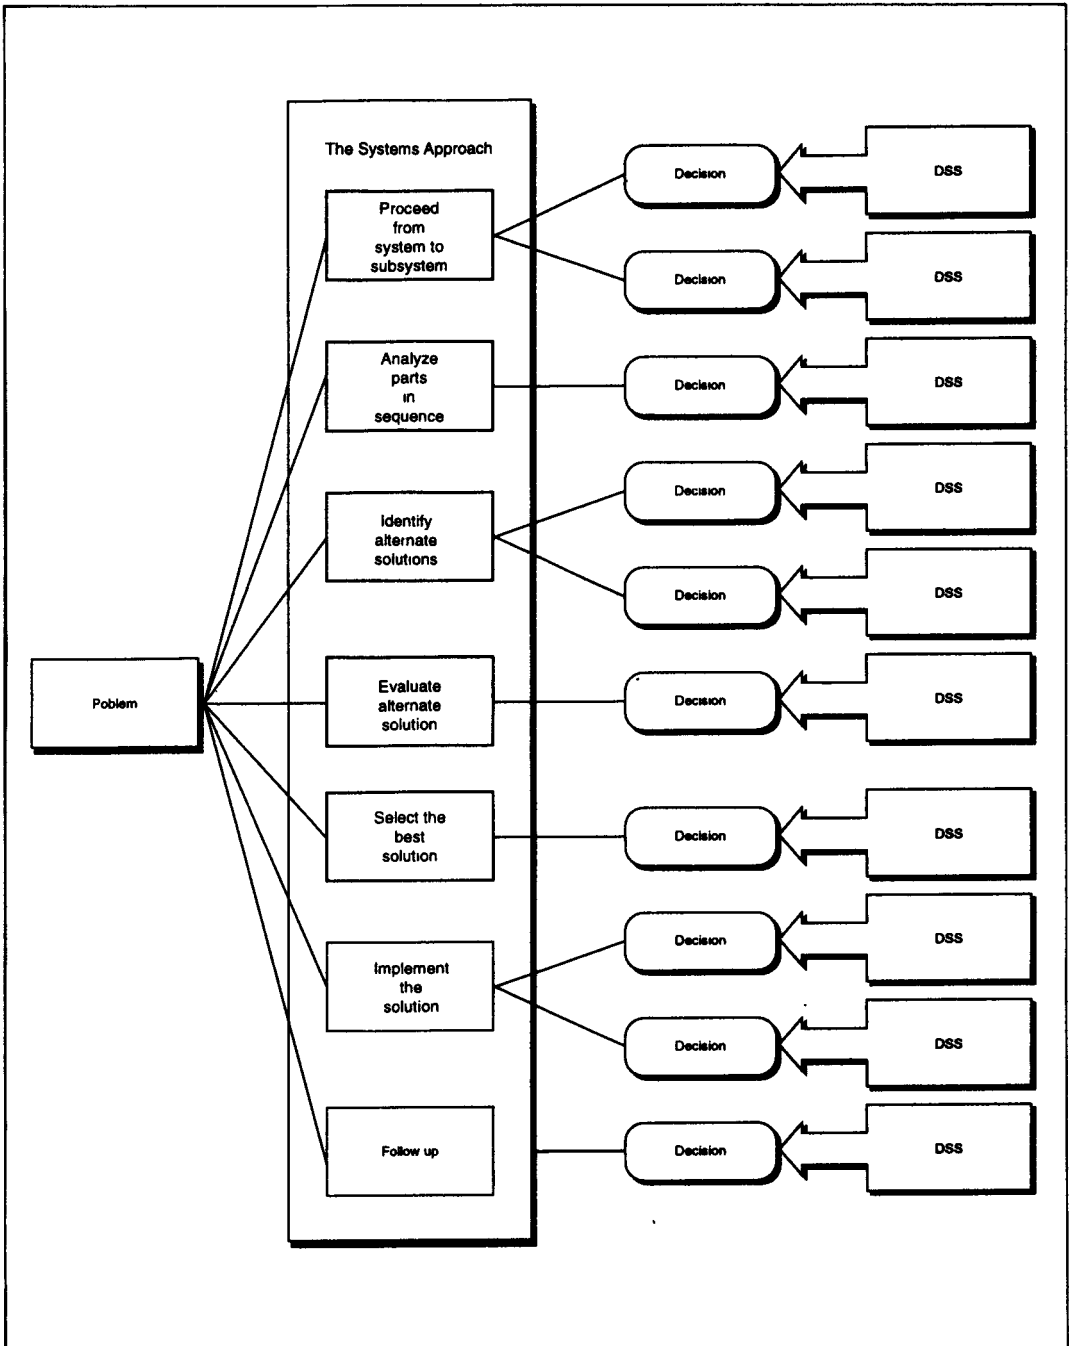 The Systems Approach
Proceed
from
system to
subsystem
Analyze
parts
in
sequence
Identify
alternate
solutions
Evaluate
alternate
solution
Select the
best
solution
Implement
the
solution
Follow up
Poblem
Decision
Decision
Decision
Decision
Decision
Decision
Decision
Decision
Decision
Decision
DSS
DSS
DSS
DSS
DSS
DSS
DSS
DSS
DSS
DSS